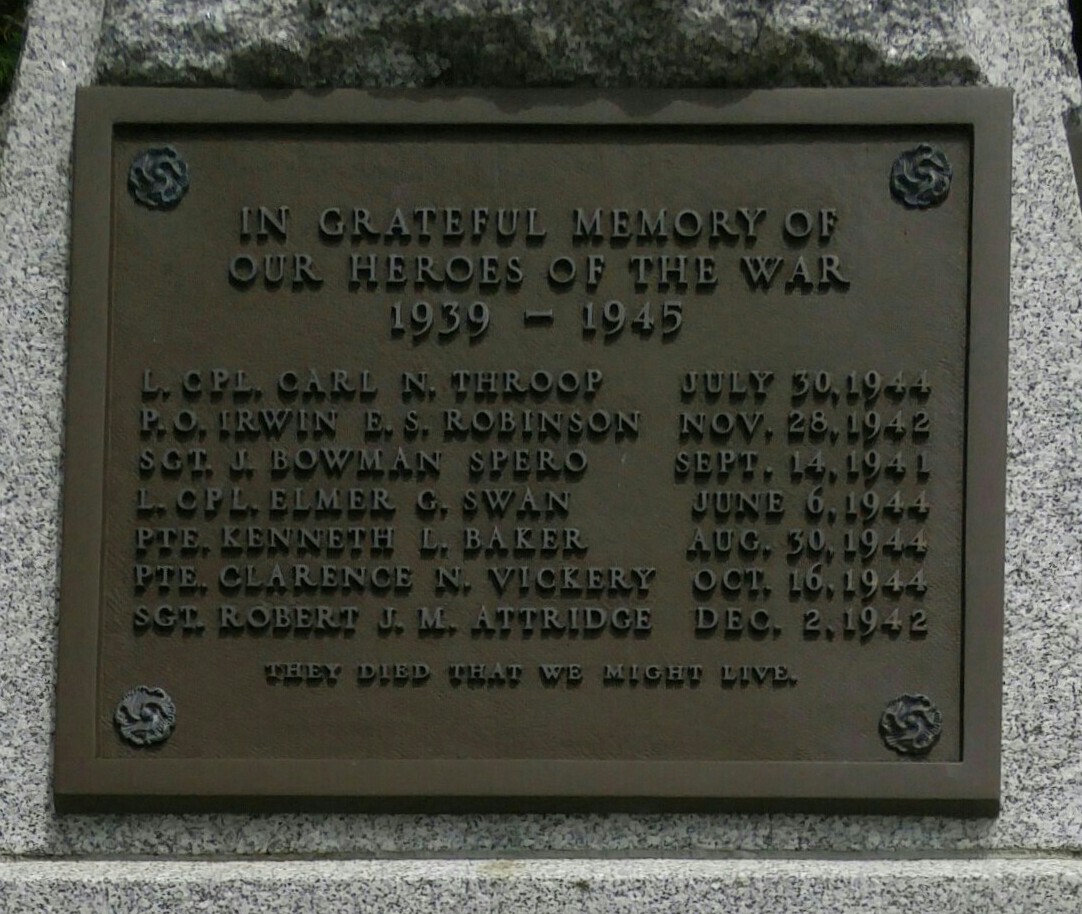 IN GRATEFUL MEMORY OF
OUR HEROES OF THE WAR
1939 – 1945
L. CPL. CARL N. THROOP JULY 30, 1944
P.O. IRWIN E. S. ROBINSON NOV. 28, 1942
SGT. J. BOWMAN SPERO SEPT. 14, 1941
L. CPL. ELMER G. SWAN JUNE 6, 1944
PTE. KENNETH L. BAKER AUG. 30, 1944
PTE. CLARENCE N. VICKERY OCT. 16, 1944
SGT. ROBERT J. M. ATTRIDGE DEC. 2, 1942
THEY DIED THAT WE MIGHT LIVE.